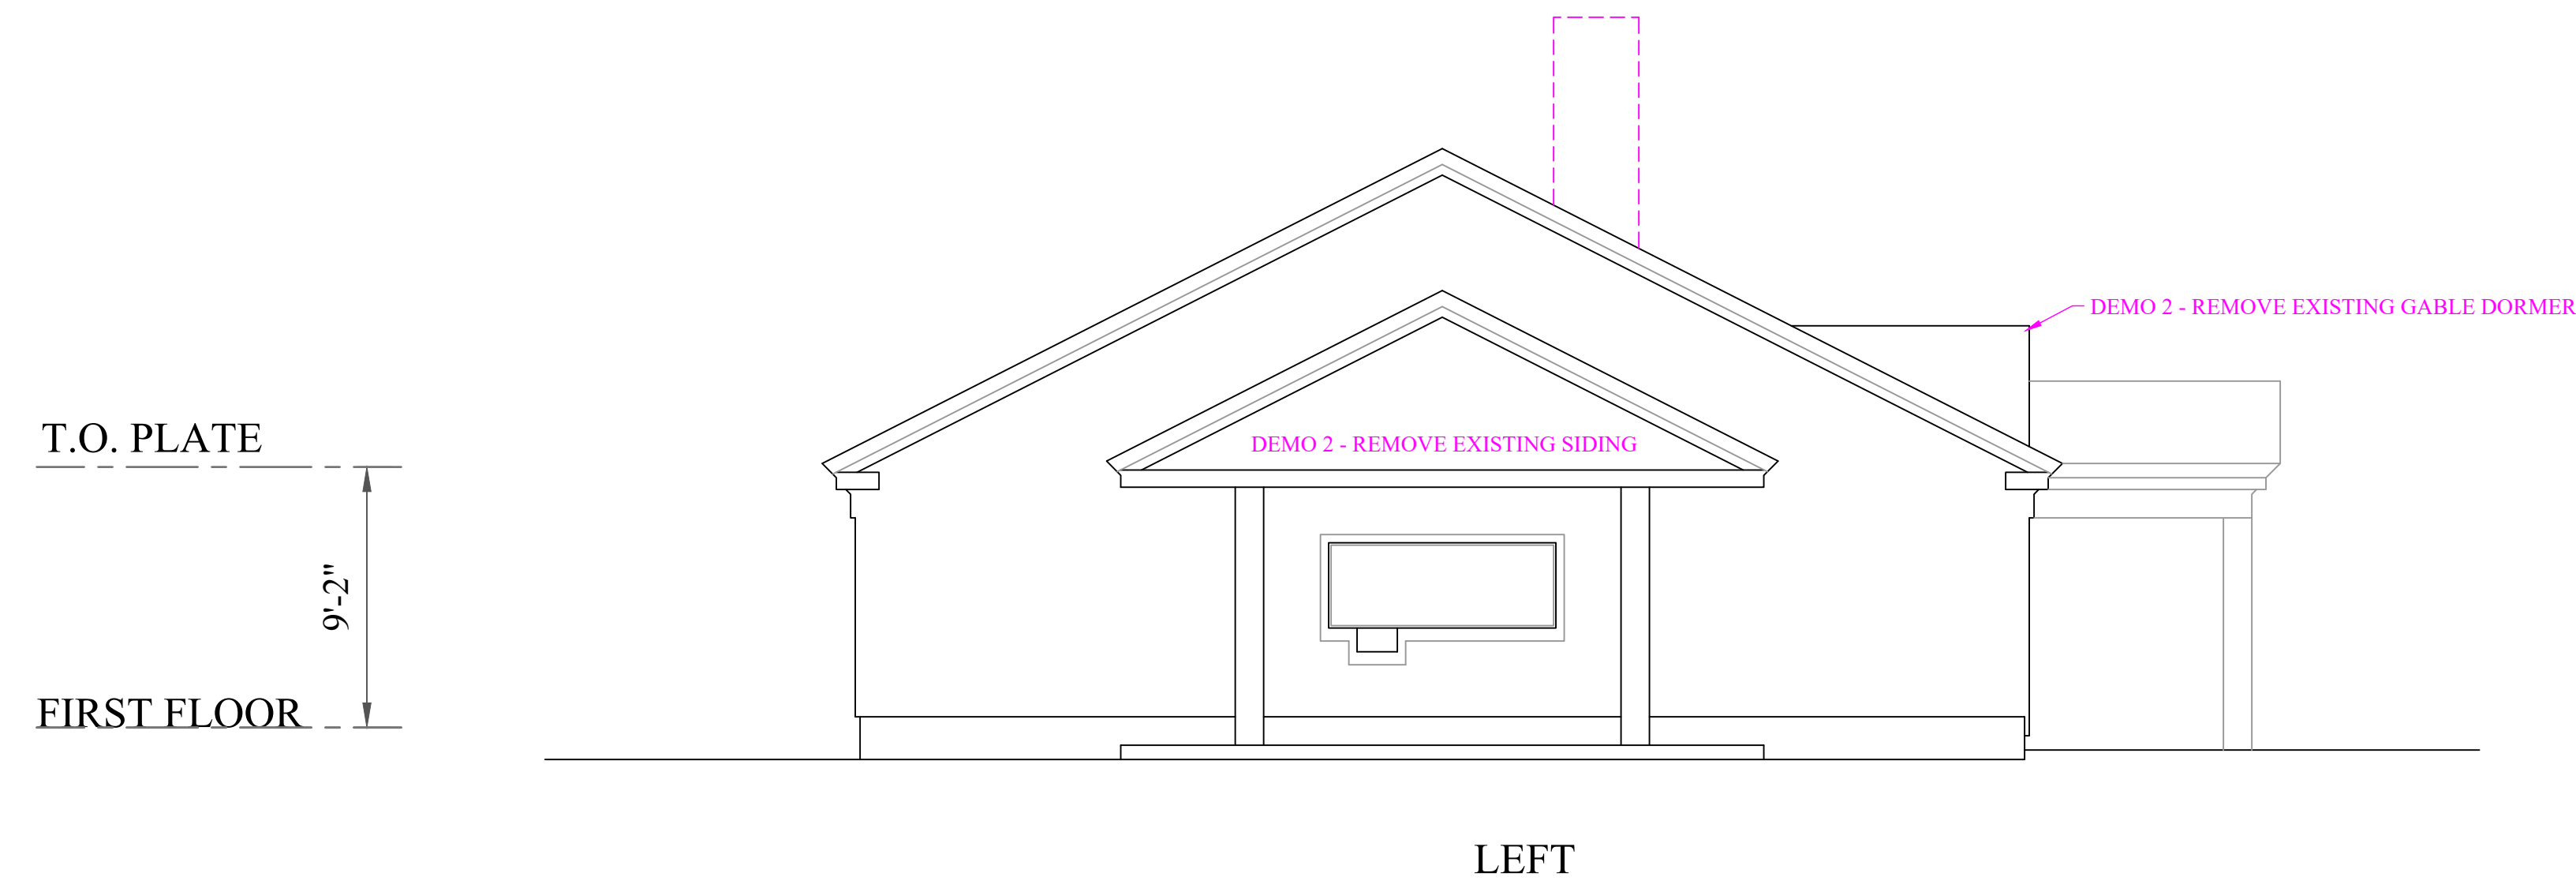 DEMO 2 - REMOVE EXISTING GABLE DORMER
T.O. PLATE
DEMO 2 - REMOVE EXISTING SIDING
9'-2"
FIRST FLOOR
LEFT